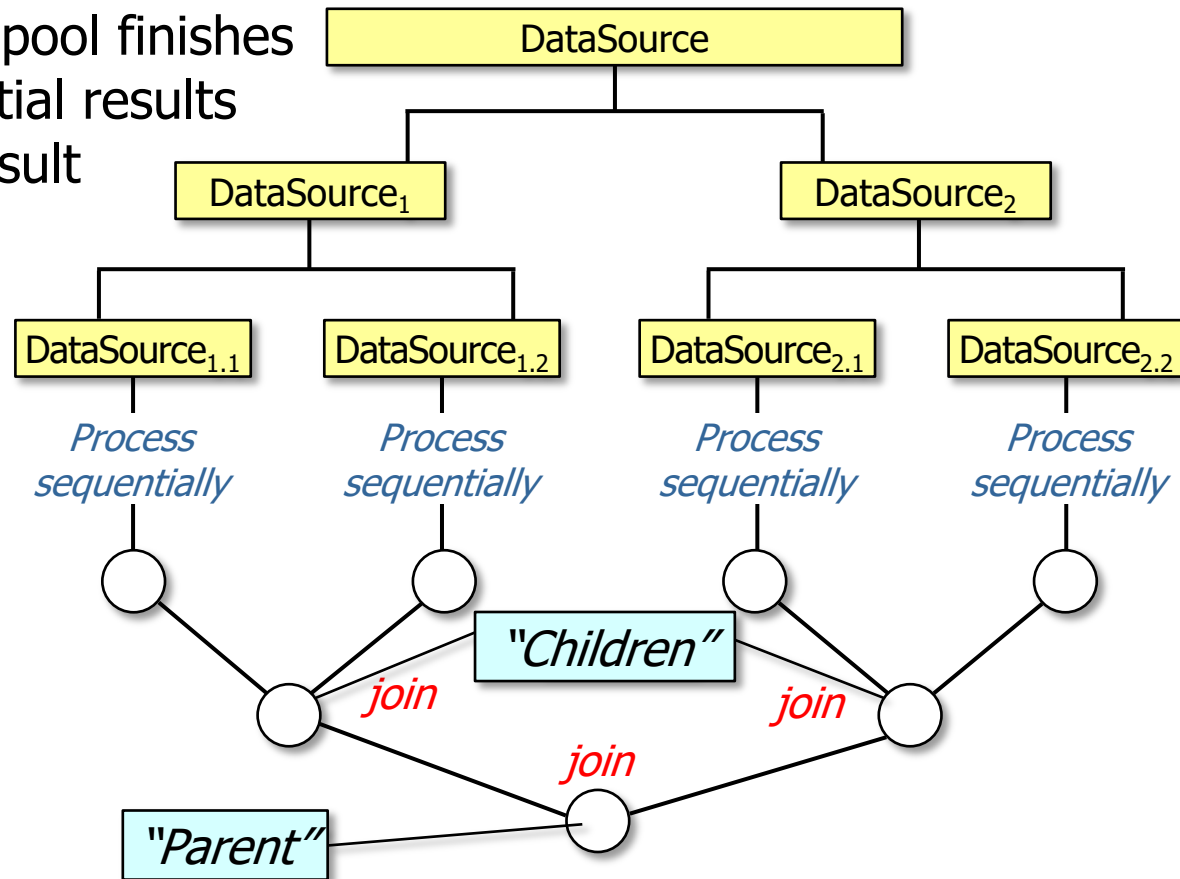 pool finishes
tial results
sult
DataSource
DataSource₁
DataSource₂
DataSource₁.₁
DataSource₁.₂
DataSource₂.₁
DataSource₂.₂
Process
sequentially
Process
sequentially
Process
sequentially
Process
sequentially
“Children”
join
join
join
“Parent”